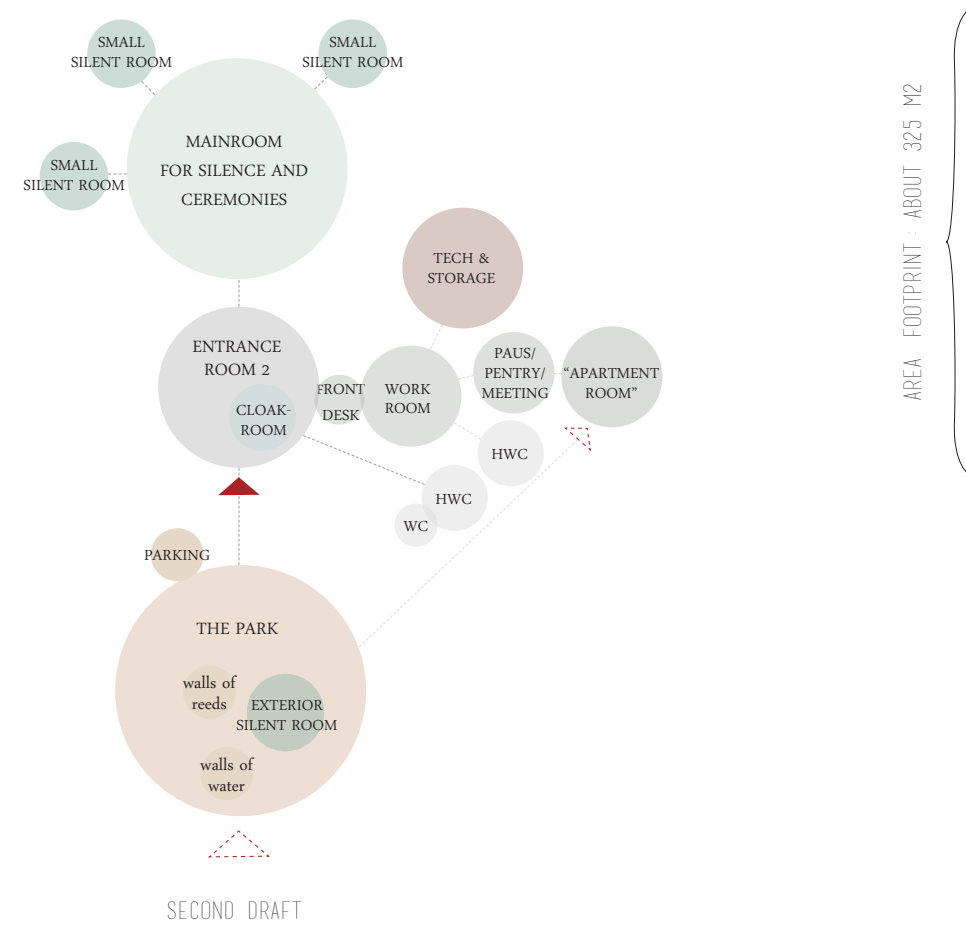 SMALL
SILENT ROOM
SMALL
SILENT ROOM
MAINROOM
FOR SILENCE AND
CEREMONIES
SMALL
SILENT ROOM
TECH &
STORAGE
ENTRANCE
ROOM 2
CLOAK-
ROOM
FRONT
DESK
WORK
ROOM
PAUS/
PENTRY/
MEETING
“APARTMENT
ROOM”
HWC
HWC
WC
PARKING
THE PARK
walls of
reeds
EXTERIOR
SILENT ROOM
walls of
water
SECOND DRAFT
AREA FOOTPRINT : ABOUT 325 M2